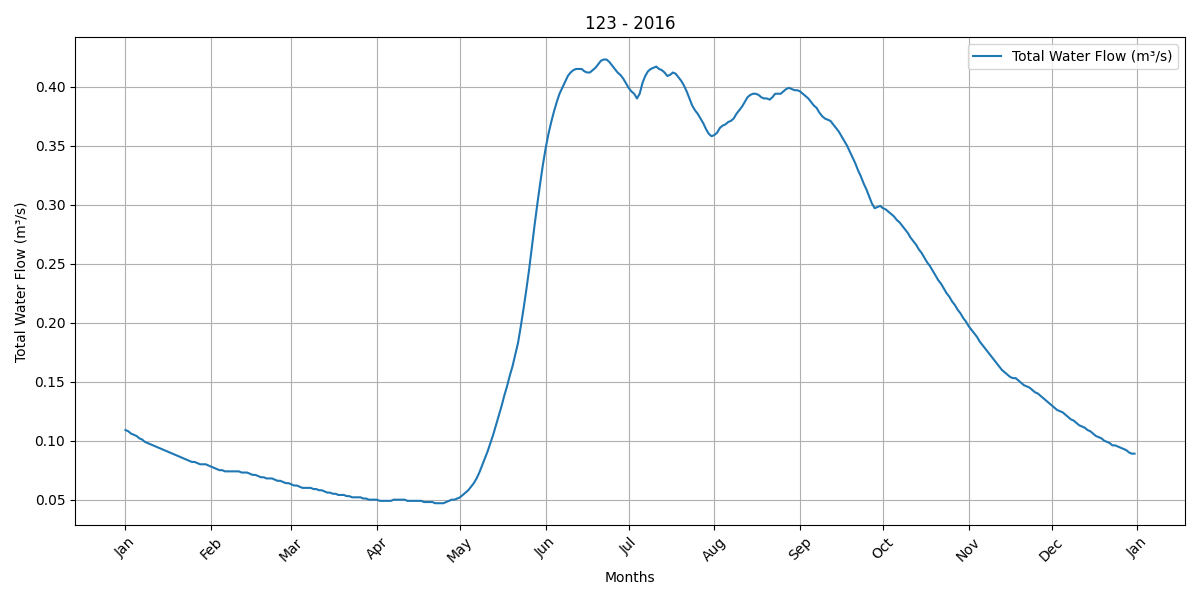 123 - 2016
Total Water Flow (m³/s)
Total Water Flow (m³/s)
0.40
0.35
0.30
0.25
0.20
0.15
0.10
0.05
Jan
Feb
Mar
Apr
May
Jun
Jul
Aug
Sep
Oct
Nov
Dec
Jan
Months